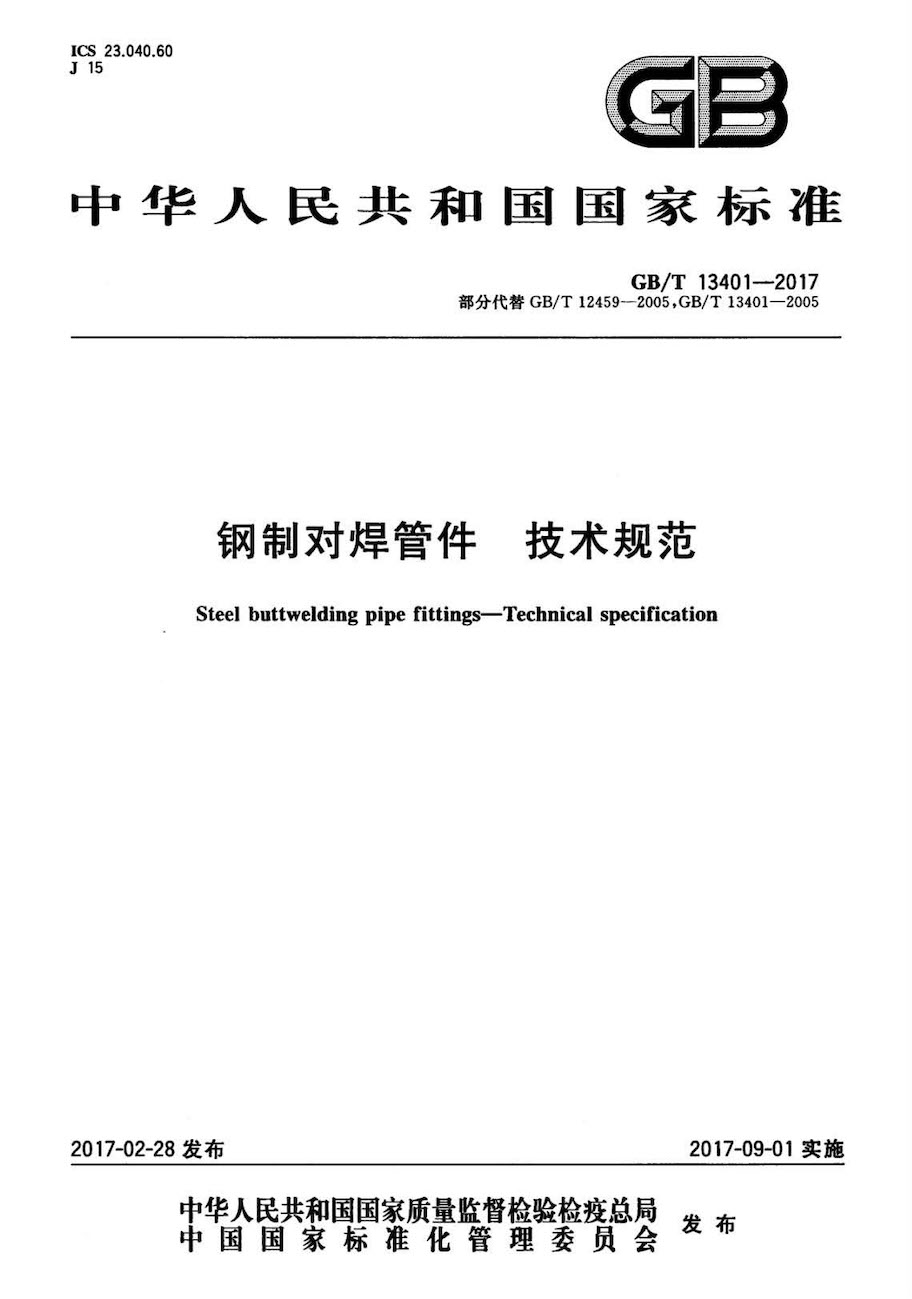 ICS 23.040.60
J 15
GB
中华人民共和国国家标准
GB/T 13401—2017
部分代替 GB/T 12459—2005,GB/T 13401—2005
钢制对焊管件 技术规范
Steel buttwelding pipe fittings—Technical specification
2017-02-28 发布
2017-09-01 实施
中华人民共和国国家质量监督检验检疫总局
中国国家标准化管理委员会
发布